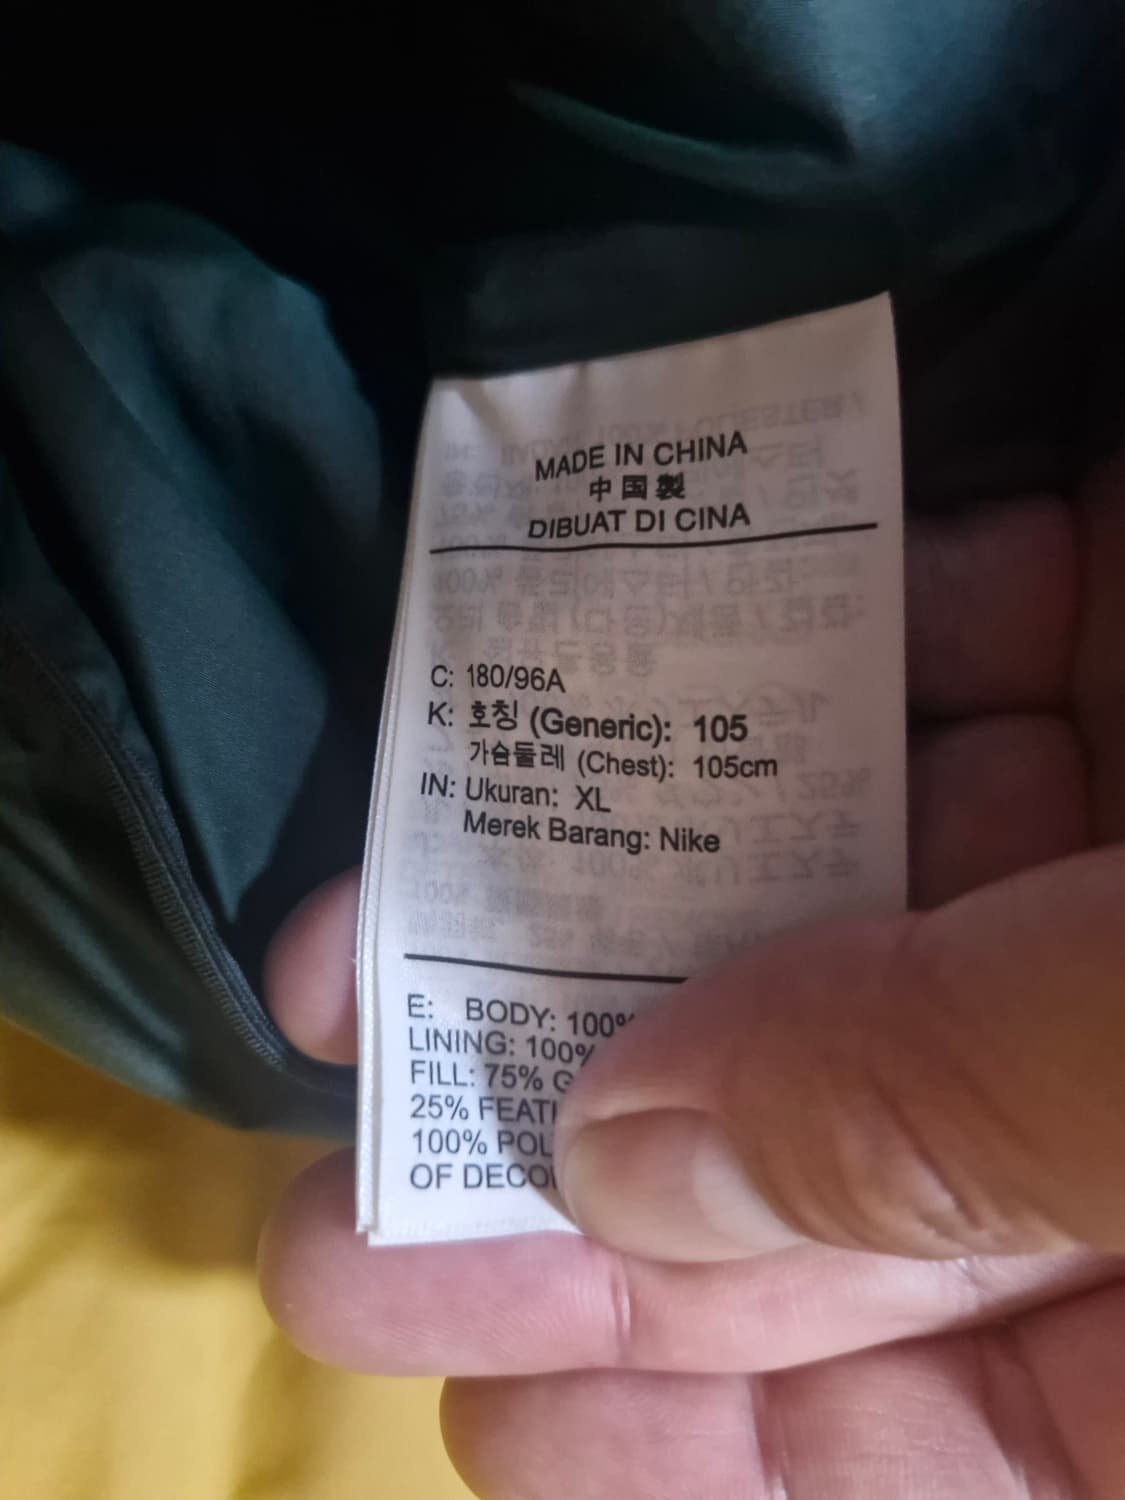 MADE IN CHINA
中国製
DIBUAT DI CINA
C: 180/96A
K: 호칭 (Generic): 105
가슴둘레 (Chest): 105cm
IN: Ukuran: XL
Merek Barang: Nike
E: BODY: 100%
LINING: 100%
FILL: 75%
25%
100%
OF